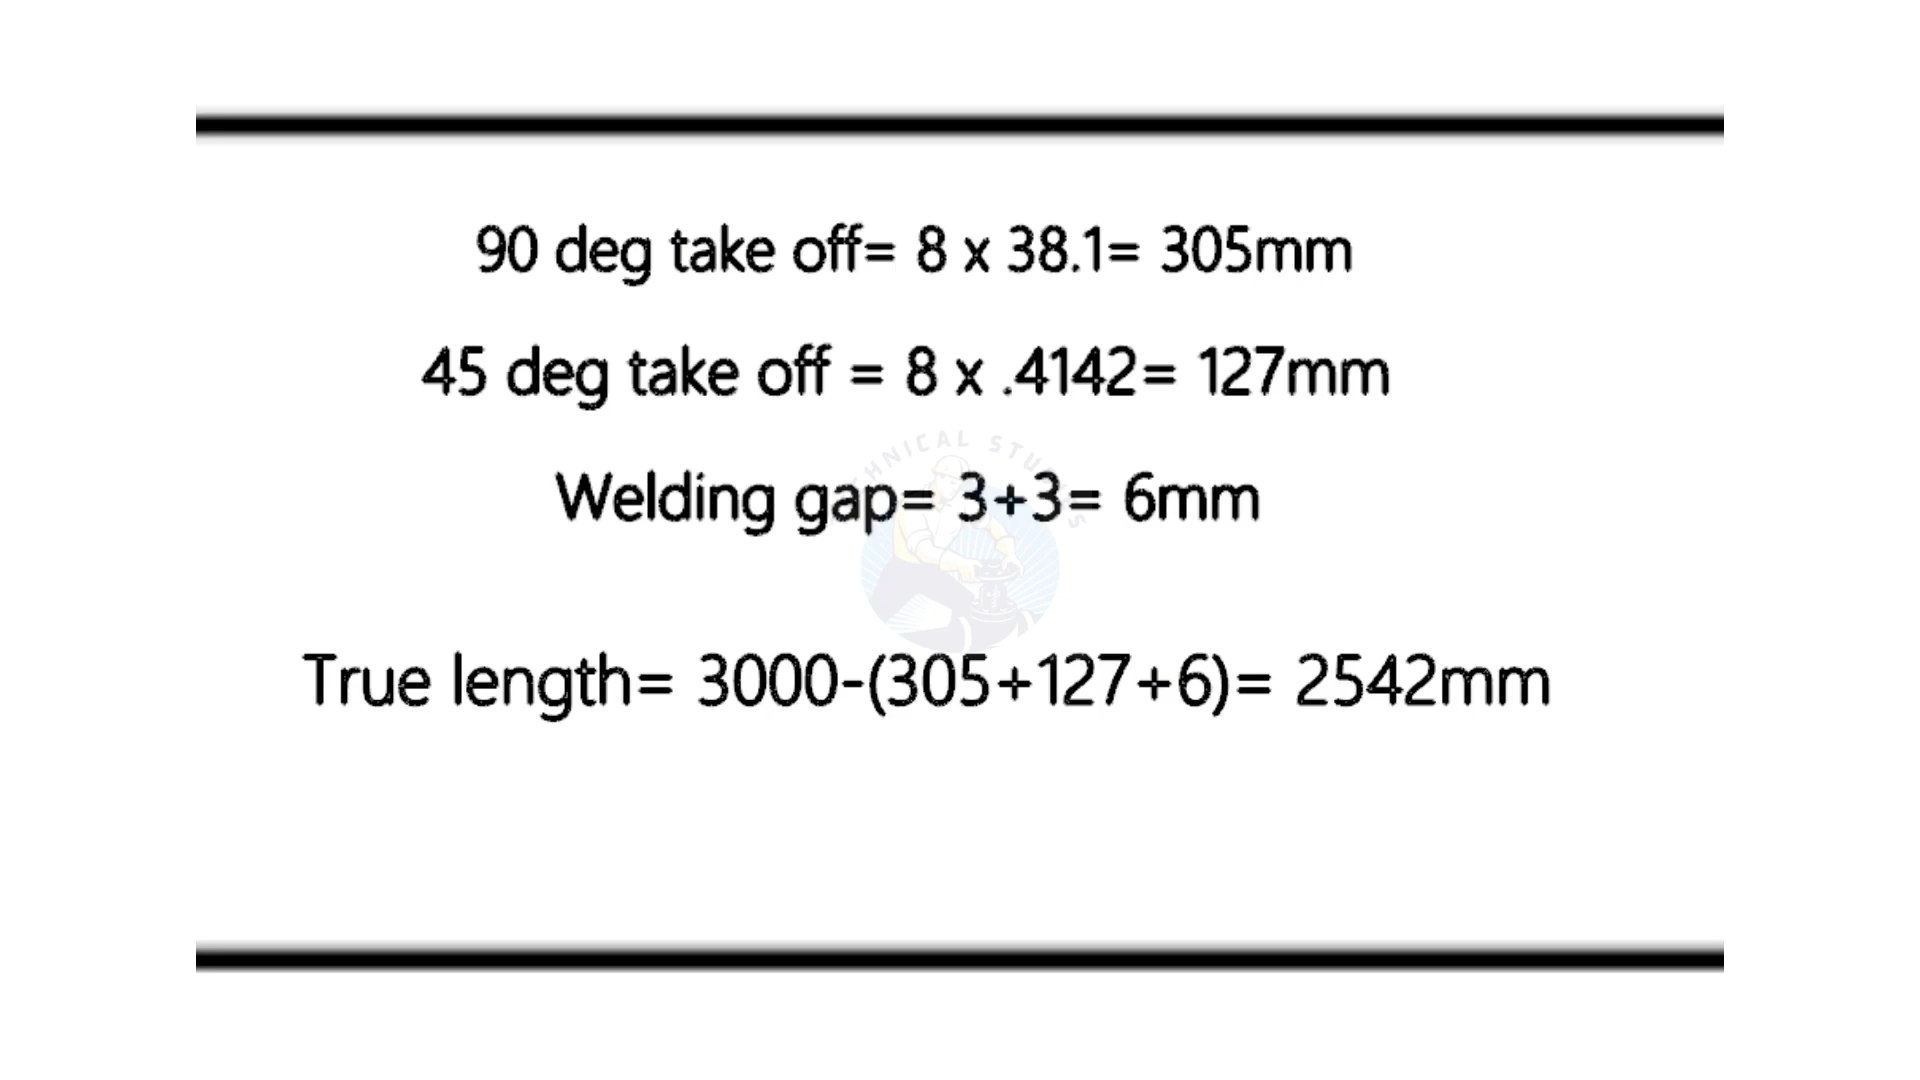 90 deg take off= 8 x 38.1= 305mm
45 deg take off = 8 x .4142= 127mm
Welding gap= 3+3= 6mm
True length= 3000-(305+127+6)= 2542mm